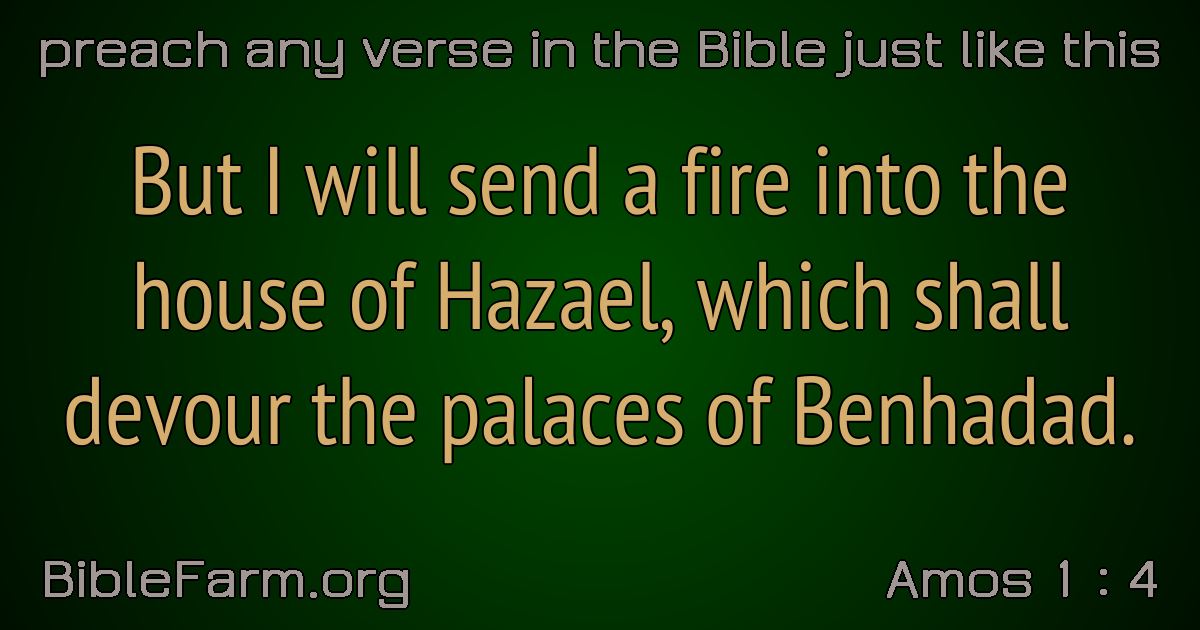 preach any verse in the Bible just like this
But I will send a fire into the
house of Hazael, which shall
devour the palaces of Benhadad.
BibleFarm.org
Amos 1 : 4